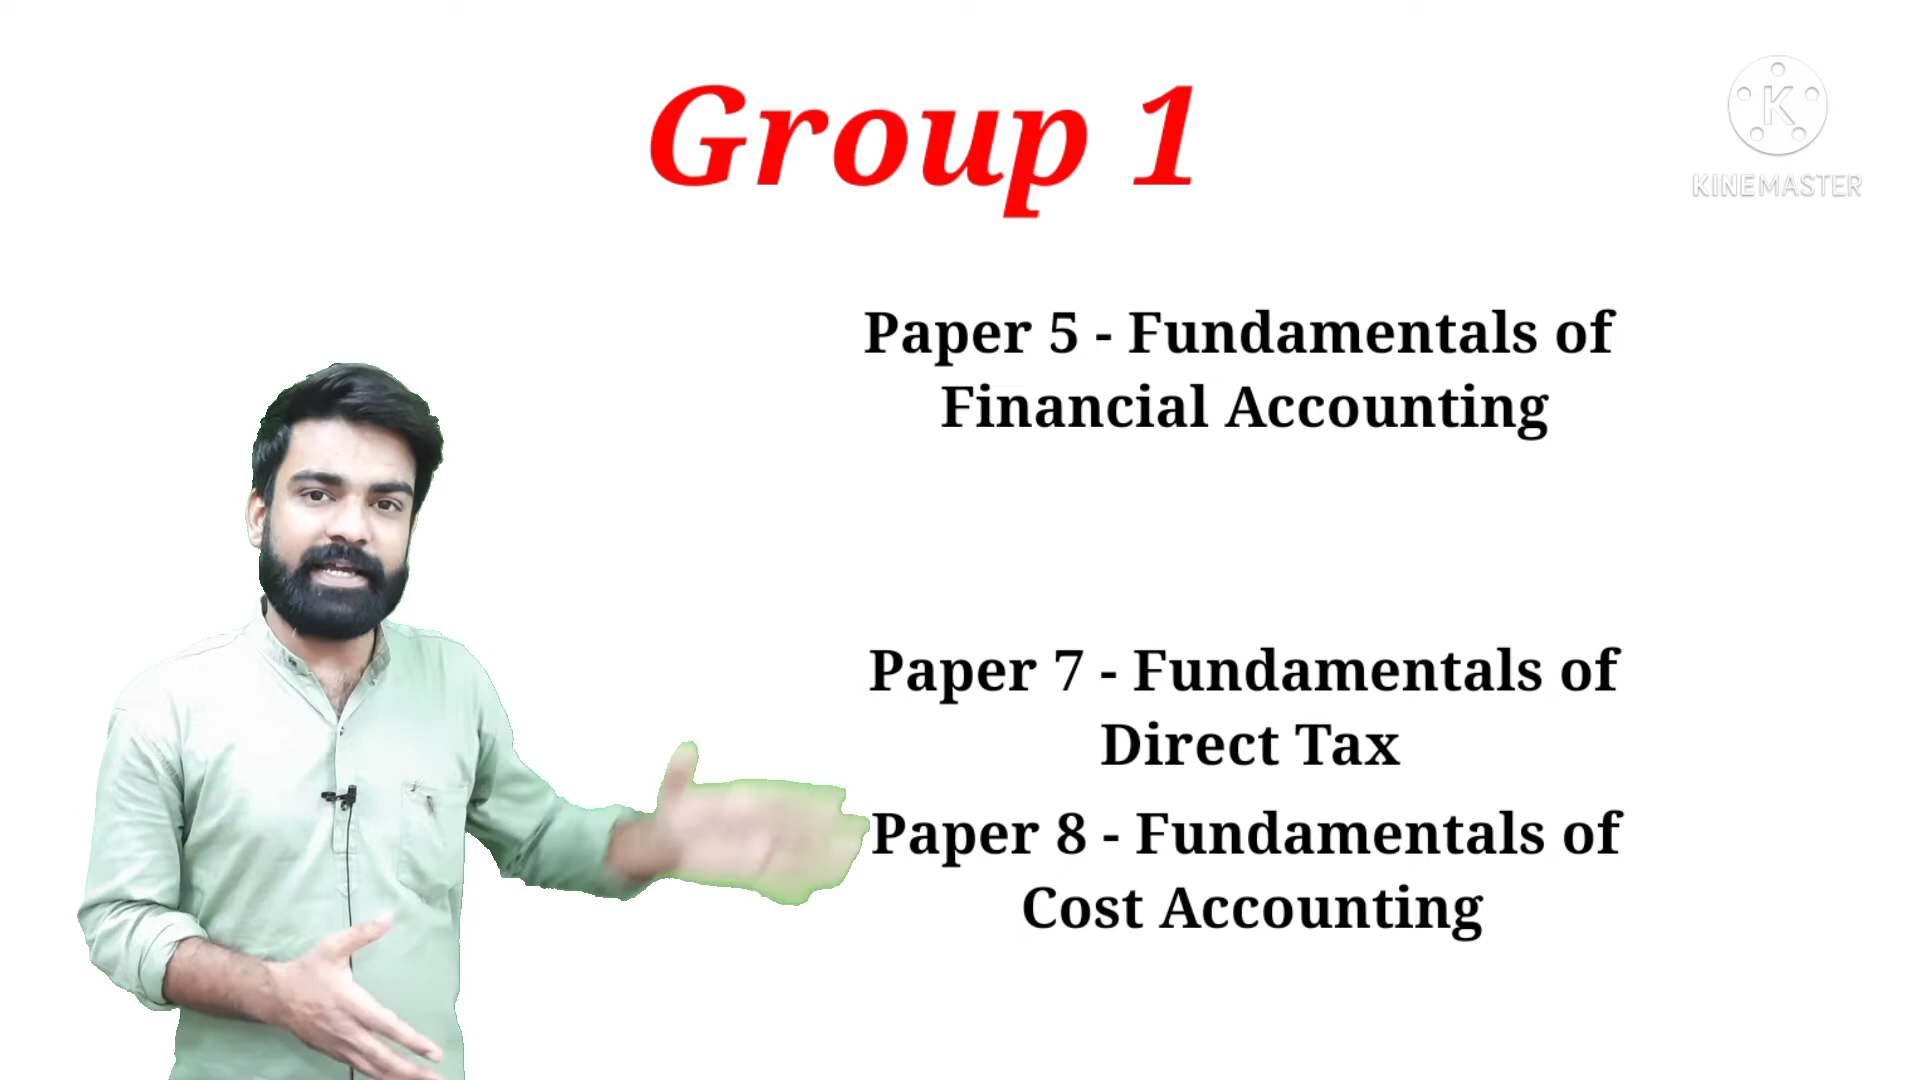 Group 1
K
KINEMASTER
Paper 5 - Fundamentals of
Financial Accounting
Paper 7 - Fundamentals of
Direct Tax
Paper 8 - Fundamentals of
Cost Accounting